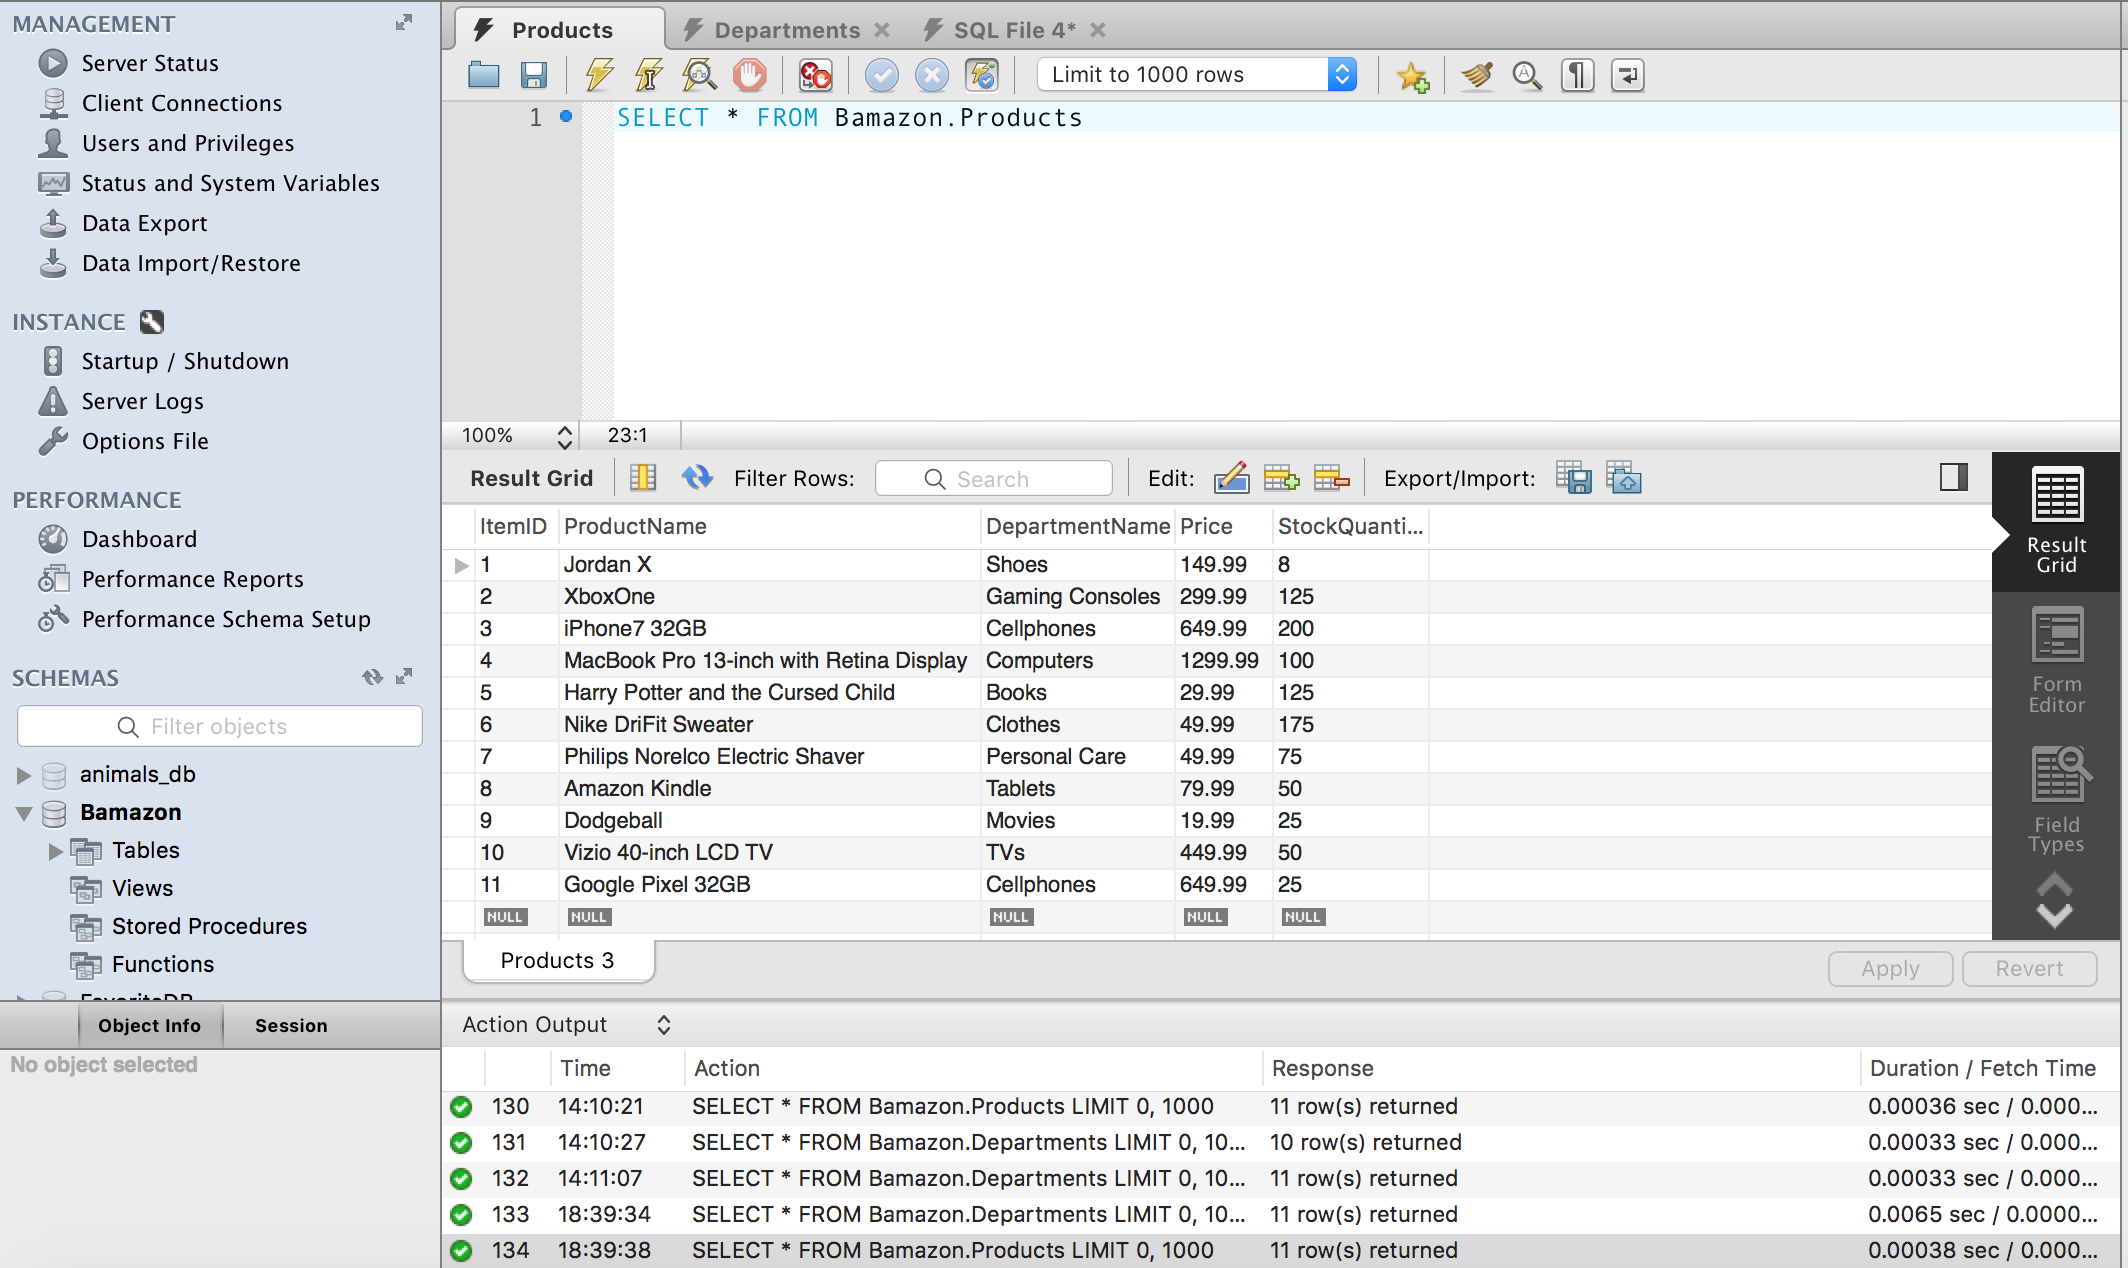 MANAGEMENT
Server Status
Client Connections
Users and Privileges
Status and System Variables
Data Export
Data Import/Restore
INSTANCE
Startup / Shutdown
Server Logs
Options File
PERFORMANCE
Dashboard
Performance Reports
Performance Schema Setup
SCHEMAS
Filter objects
animals_db
Bamazon
Tables
Views
Stored Procedures
Functions
FavoriteDB
Object Info Session
No object selected
Products Departments SQL File 4*
Limit to 1000 rows
1 SELECT * FROM Bamazon.Products
100% 23:1
Result Grid Filter Rows: Search Edit: Export/Import:
ItemID ProductName DepartmentName Price StockQuanti...
1 Jordan X Shoes 149.99 8
2 XboxOne Gaming Consoles 299.99 125
3 iPhone7 32GB Cellphones 649.99 200
4 MacBook Pro 13-inch with Retina Display Computers 1299.99 100
5 Harry Potter and the Cursed Child Books 29.99 125
6 Nike DriFit Sweater Clothes 49.99 175
7 Philips Norelco Electric Shaver Personal Care 49.99 75
8 Amazon Kindle Tablets 79.99 50
9 Dodgeball Movies 19.99 25
10 Vizio 40-inch LCD TV TVs 449.99 50
11 Google Pixel 32GB Cellphones 649.99 25
NULL NULL NULL NULL NULL
Result
Grid
Form
Editor
Field
Types
Products 3
Apply Revert
Action Output
Time Action Response Duration / Fetch Time
130 14:10:21 SELECT * FROM Bamazon.Products LIMIT 0, 1000 11 row(s) returned 0.00036 sec / 0.000...
131 14:10:27 SELECT * FROM Bamazon.Departments LIMIT 0, 10... 10 row(s) returned 0.00033 sec / 0.000...
132 14:11:07 SELECT * FROM Bamazon.Departments LIMIT 0, 10... 11 row(s) returned 0.00033 sec / 0.000...
133 18:39:34 SELECT * FROM Bamazon.Departments LIMIT 0, 10... 11 row(s) returned 0.0065 sec / 0.0000...
134 18:39:38 SELECT * FROM Bamazon.Products LIMIT 0, 1000 11 row(s) returned 0.00038 sec / 0.000...